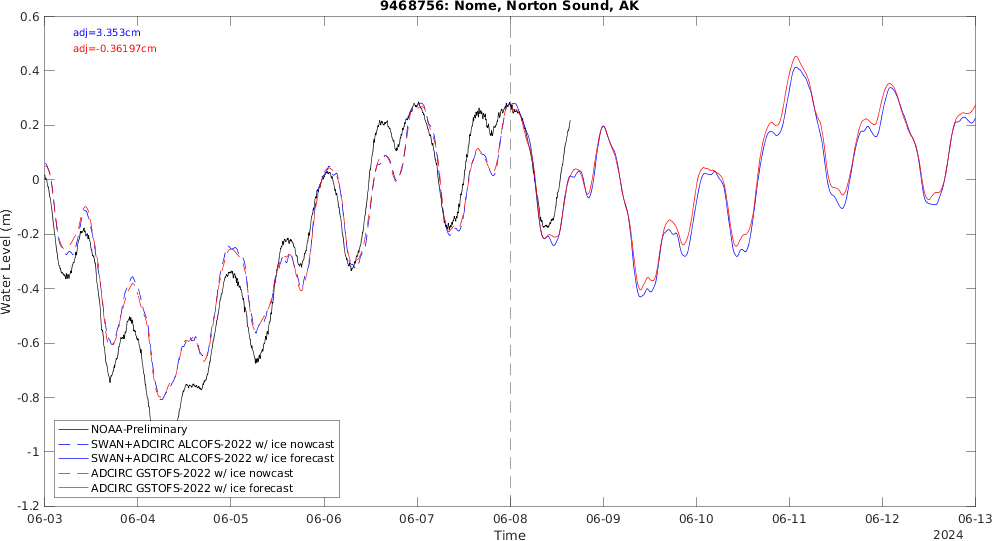 9468756: Nome, Norton Sound, AK
adj=3.353cm
adj=-0.36197cm
0.6
0.4
0.2
0
-0.2
-0.4
-0.6
-0.8
-1
-1.2
Water Level (m)
NOAA-Preliminary
SWAN+ADCIRC ALCOFS-2022 w/ ice nowcast
SWAN+ADCIRC ALCOFS-2022 w/ ice forecast
ADCIRC GSTOFS-2022 w/ ice nowcast
ADCIRC GSTOFS-2022 w/ ice forecast
06-03 06-04 06-05 06-06 06-07 06-08 06-09 06-10 06-11 06-12 06-13
Time
2024